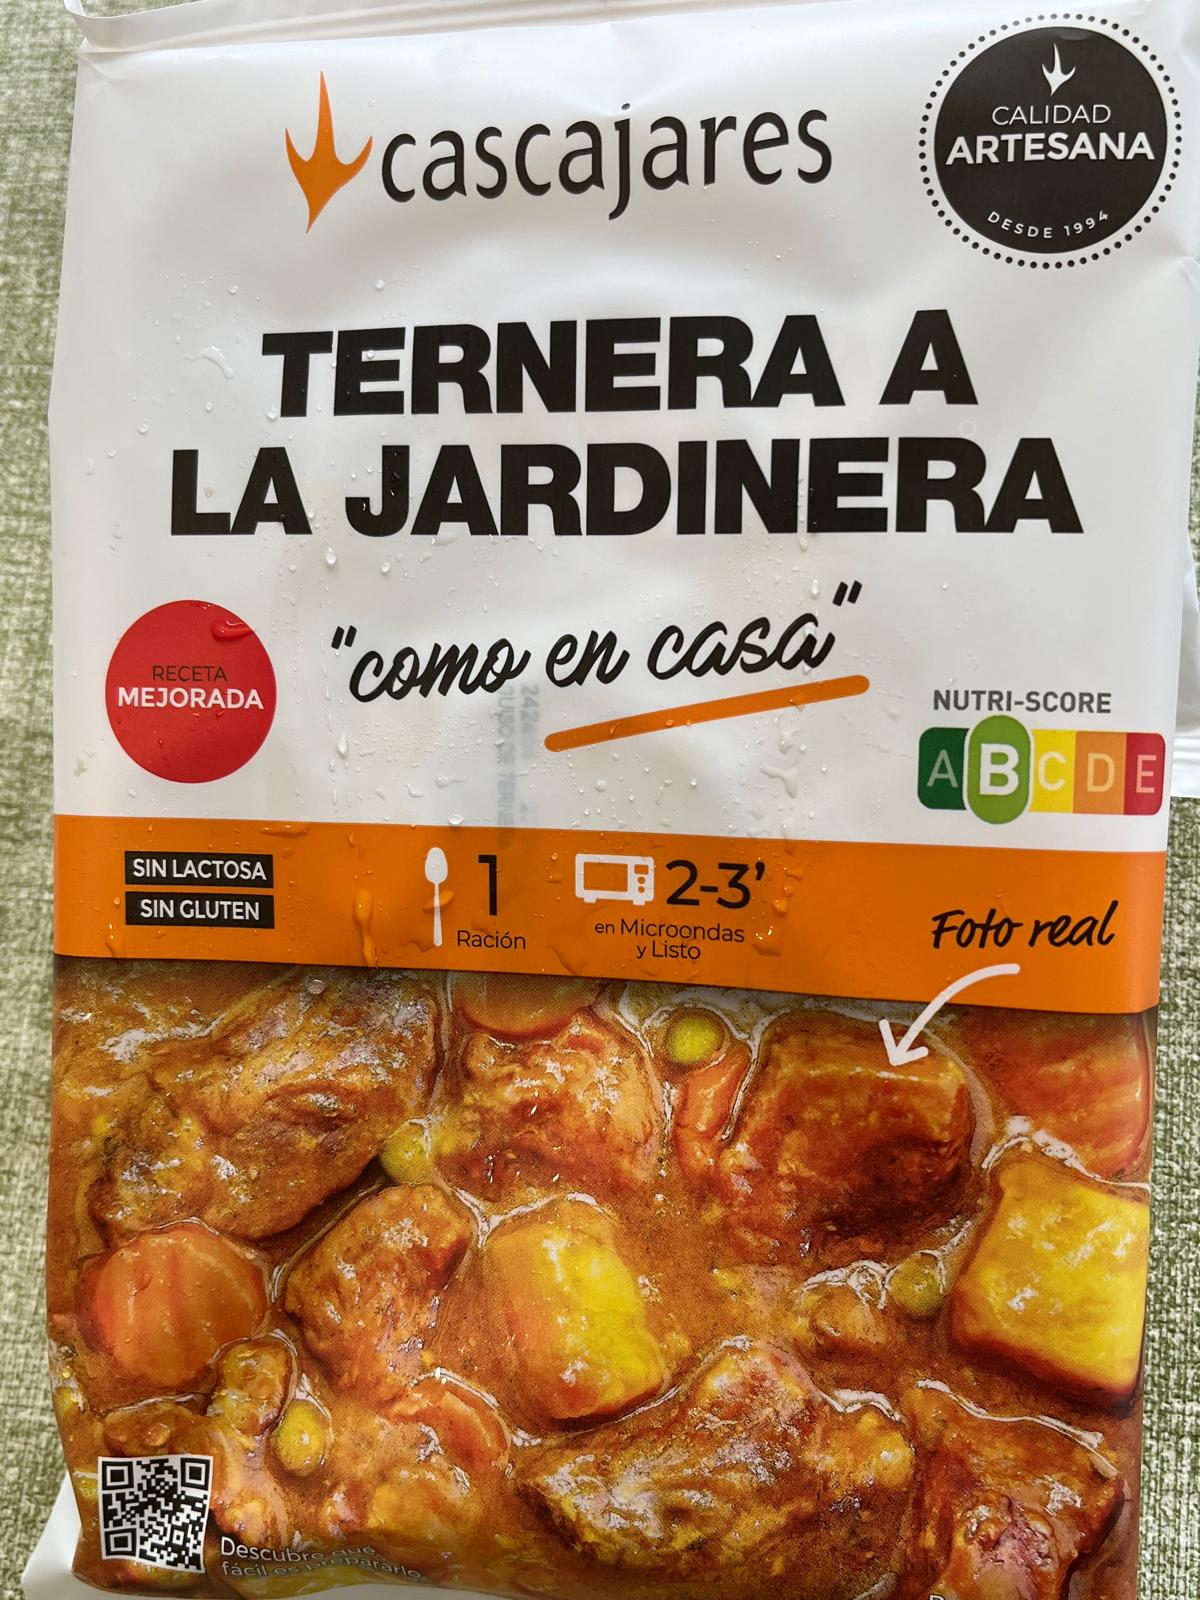 cascajares
CALIDAD
ARTESANA
DESDE 1994
TERNERA A
LA JARDINERA
"como en casa"
RECETA
MEJORADA
NUTRI-SCORE
A B C D E
SIN LACTOSA
SIN GLUTEN
1
Ración
2-3'
en Microondas
y Listo
Foto real
Descubre qué
fácil es prepararlo